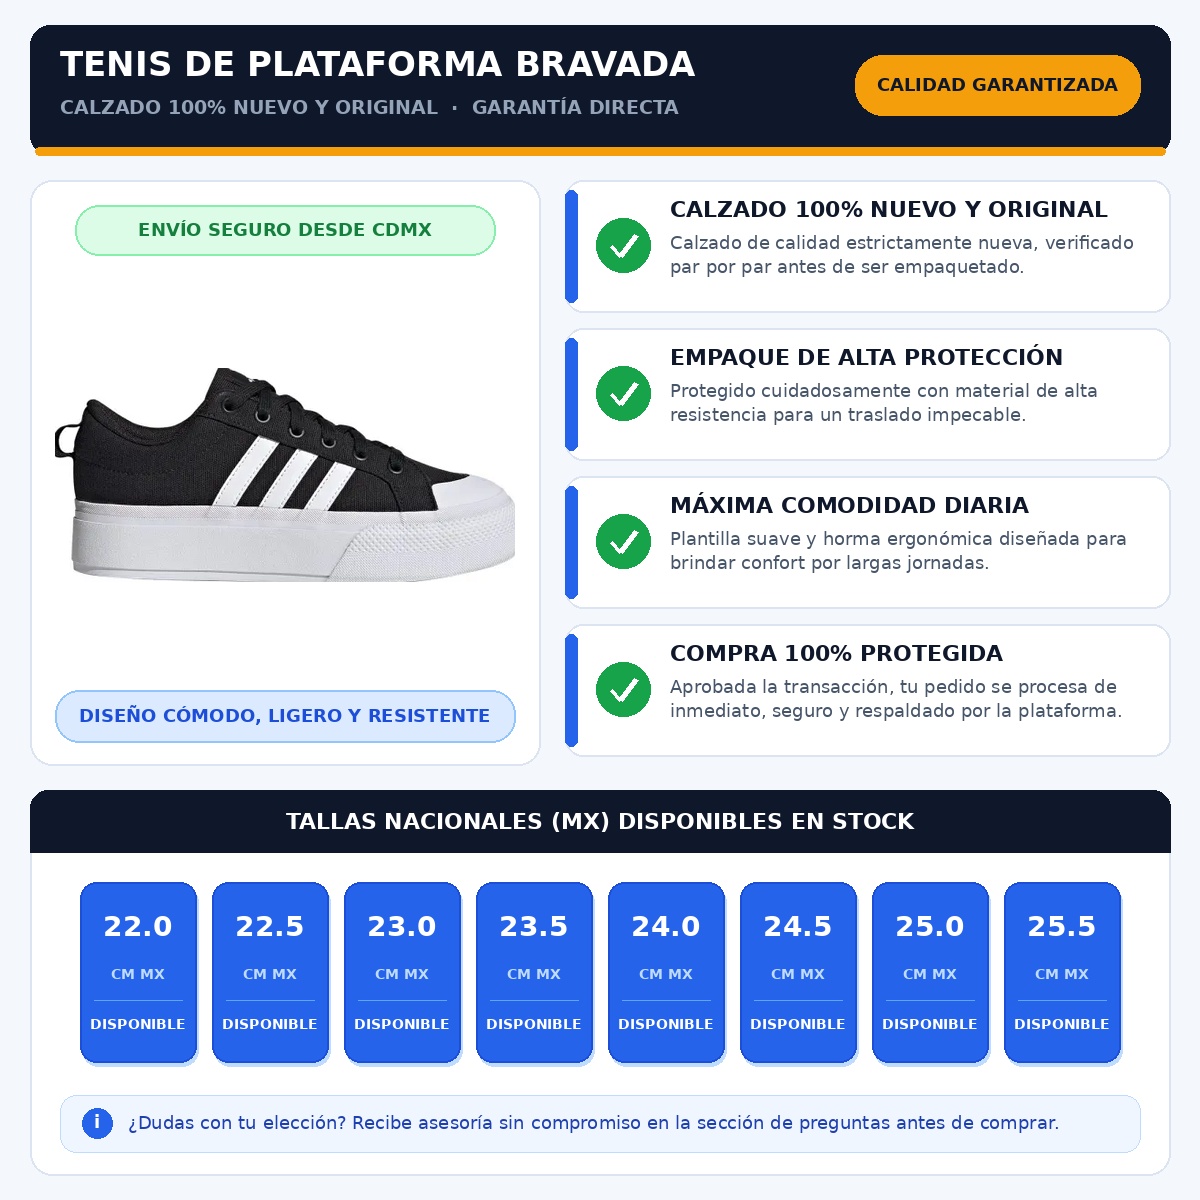 TENIS DE PLATAFORMA BRAVADA
CALZADO 100% NUEVO Y ORIGINAL · GARANTÍA DIRECTA
CALIDAD GARANTIZADA
ENVÍO SEGURO DESDE CDMX
DISEÑO CÓMODO, LIGERO Y RESISTENTE
CALZADO 100% NUEVO Y ORIGINAL
Calzado de calidad estrictamente nueva, verificado
par por par antes de ser empaquetado.
EMPAQUE DE ALTA PROTECCIÓN
Protegido cuidadosamente con material de alta
resistencia para un traslado impecable.
MÁXIMA COMODIDAD DIARIA
Plantilla suave y horma ergonómica diseñada para
brindar confort por largas jornadas.
COMPRA 100% PROTEGIDA
Aprobada la transacción, tu pedido se procesa de
inmediato, seguro y respaldado por la plataforma.
TALLAS NACIONALES (MX) DISPONIBLES EN STOCK
22.0 22.5 23.0 23.5 24.0 24.5 25.0 25.5
CM MX CM MX CM MX CM MX CM MX CM MX CM MX CM MX
DISPONIBLE DISPONIBLE DISPONIBLE DISPONIBLE DISPONIBLE DISPONIBLE DISPONIBLE DISPONIBLE
i ¿Dudas con tu elección? Recibe asesoría sin compromiso en la sección de preguntas antes de comprar.